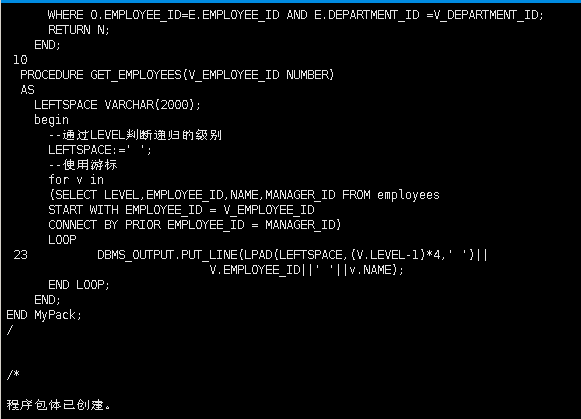 WHERE O.EMPLOYEE_ID=E.EMPLOYEE_ID AND E.DEPARTMENT_ID =V_DEPARTMENT_ID;
RETURN N;
END;
10
PROCEDURE GET_EMPLOYEES(V_EMPLOYEE_ID NUMBER)
AS
LEFTSPACE VARCHAR(2000);
begin
--通过LEVEL判断递归的级别
LEFTSPACE:=' ';
--使用游标
for v in
(SELECT LEVEL,EMPLOYEE_ID,NAME,MANAGER_ID FROM employees
START WITH EMPLOYEE_ID = V_EMPLOYEE_ID
CONNECT BY PRIOR EMPLOYEE_ID = MANAGER_ID)
LOOP
23 DBMS_OUTPUT.PUT_LINE(LPAD(LEFTSPACE,(V.LEVEL-1)*4,' ')||
V.EMPLOYEE_ID||' '||v.NAME);
END LOOP;
END;
END MyPack;
/
/*
程序包体已创建。